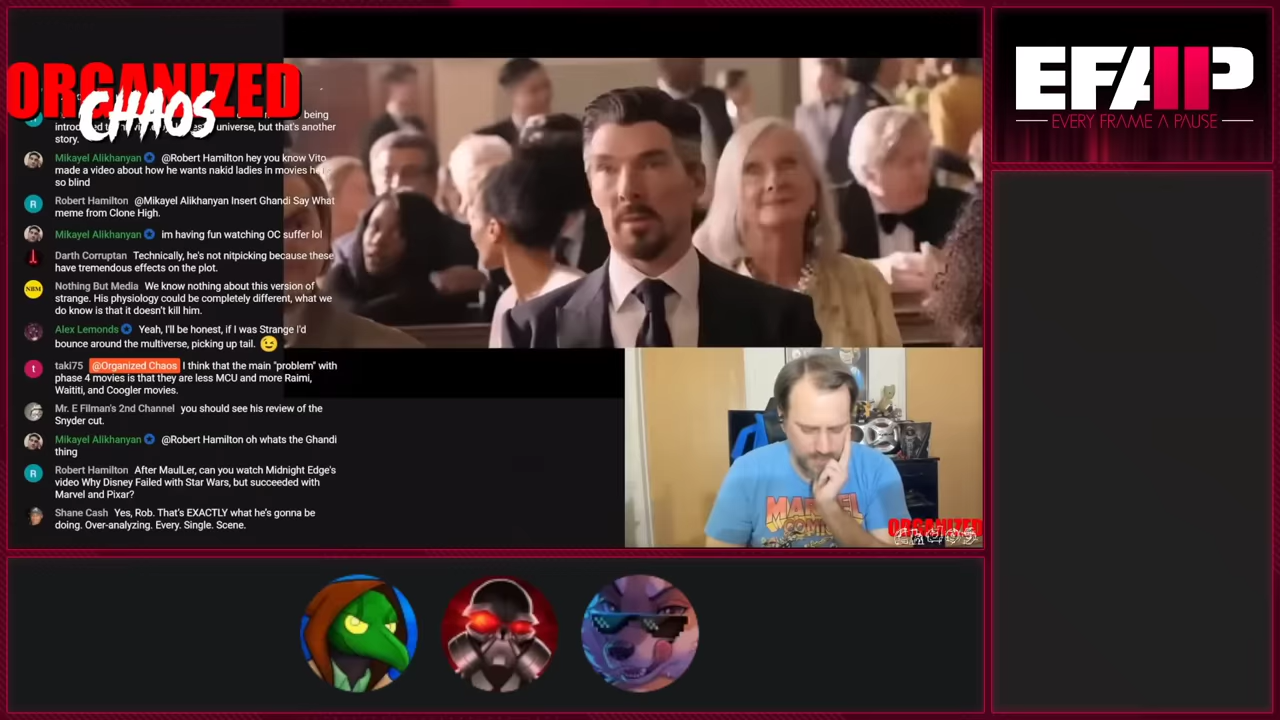 ORGANIZED
CHAOS
being
universe, but that's another
story.
Mikayel Alikhanyan @Robert Hamilton hey you know Vito
made a video about how he wants nakid ladies in movies
so blind
Robert Hamilton @Mikayel Alikhanyan Insert Ghandi Say What
meme from Clone High.
Mikayel Alikhanyan im having fun watching OC suffer lol
Darth Corruptan Technically, he's not nitpicking because these
have tremendous effects on the plot.
NBM
Nothing But Media We know nothing about this version of
strange. His physiology could be completely different, what we
do know is that it doesn't kill him.
Alex Lemonds Yeah, I'll be honest, if I was Strange I'd
bounce around the multiverse, picking up tail. 😉
t
taki75 @Organized Chaos I think that the main "problem" with
phase 4 movies is that they are less MCU and more Raimi,
Waititi, and Coogler movies.
Mr. E Filman's 2nd Channel you should see his review of the
Snyder cut.
Mikayel Alikhanyan @Robert Hamilton oh whats the Ghandi
thing
R
Robert Hamilton After MaulLer, can you watch Midnight Edge's
video Why Disney Failed with Star Wars, but succeeded with
Marvel and Pixar?
Shane Cash Yes, Rob. That's EXACTLY what he's gonna be
doing. Over-analyzing. Every. Single. Scene.
MARVEL
COMICS
ORGANIZED
CHAOS
EFAP
EVERY FRAME A PAUSE